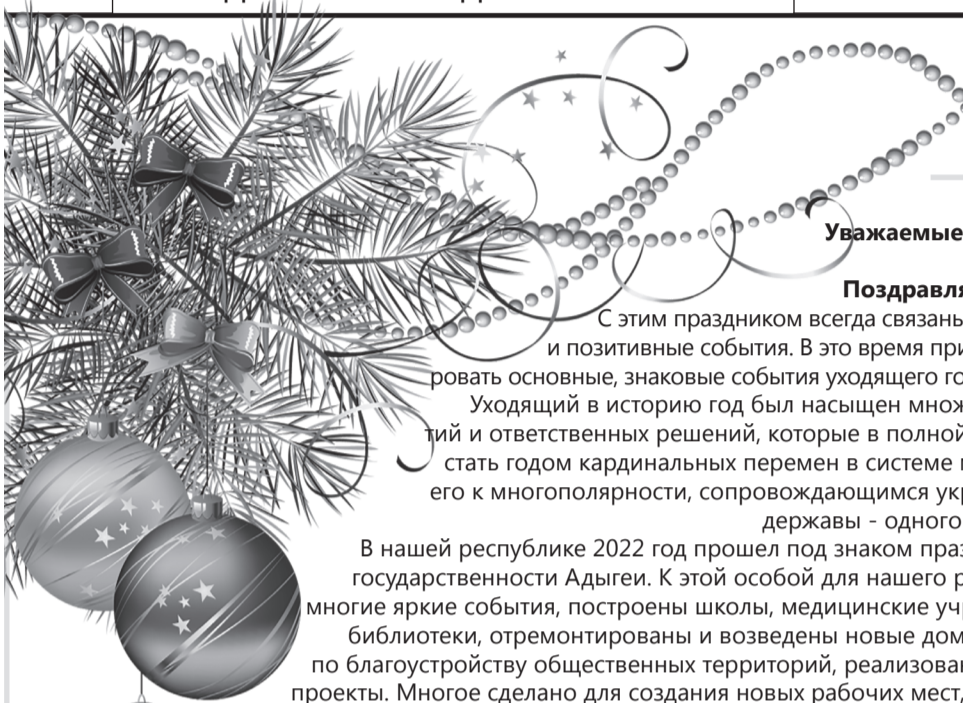 Уважаемые
Поздравля
С этим праздником всегда связань
и позитивные события. В это время при
ровать основные, знаковые события уходящего го
Уходящий в историю год был насыщен множ
тий и ответственных решений, которые в полной
стать годом кардинальных перемен в системе
его к многополярности, сопровождающимся укр
державы - одного
В нашей республике 2022 год прошел под знаком праз
государственности Адыгеи. К этой особой для нашего р
многие яркие события, построены школы, медицинские учр
библиотеки, отремонтированы и возведены новые дом
по благоустройству общественных территорий, реализован
проекты. Многое сделано для создания новых рабочих мест,